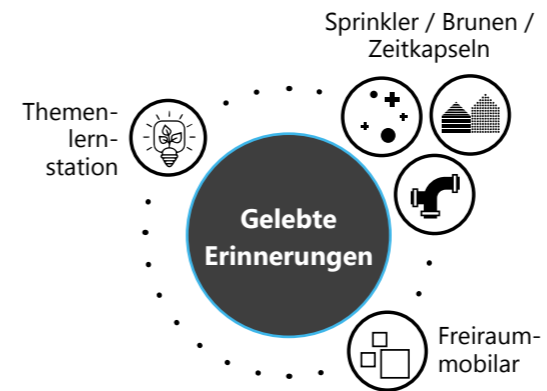 Sprinkler / Brunen /
Zeitkapseln
Themen-
lern-
station
Gelebte
Erinnerungen
Freiraum-
mobilar